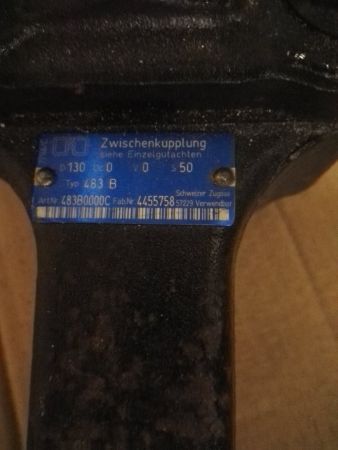 Zwischenkupplung
siehe Einzelgutachten
D 130 Dc 0 V 0 S 50
Typ 483 B
Schweizer Zugöse
Art.Nr. 483B0000C Fab.Nr. 4455758 57229 Verwendbar